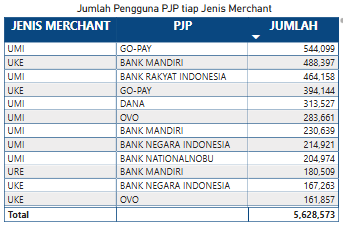 Jumlah Pengguna PJP tiap Jenis Merchant
JENIS MERCHANT PJP JUMLAH
UMI GO-PAY 544,099
UKE BANK MANDIRI 488,397
UMI BANK RAKYAT INDONESIA 464,158
UKE GO-PAY 394,144
UMI DANA 313,527
UMI OVO 283,661
UMI BANK MANDIRI 230,639
UMI BANK NEGARA INDONESIA 214,921
UMI BANK NATIONALNOBU 204,974
URE BANK MANDIRI 180,509
UKE BANK NEGARA INDONESIA 167,263
UKE OVO 161,857
Total 5,628,573